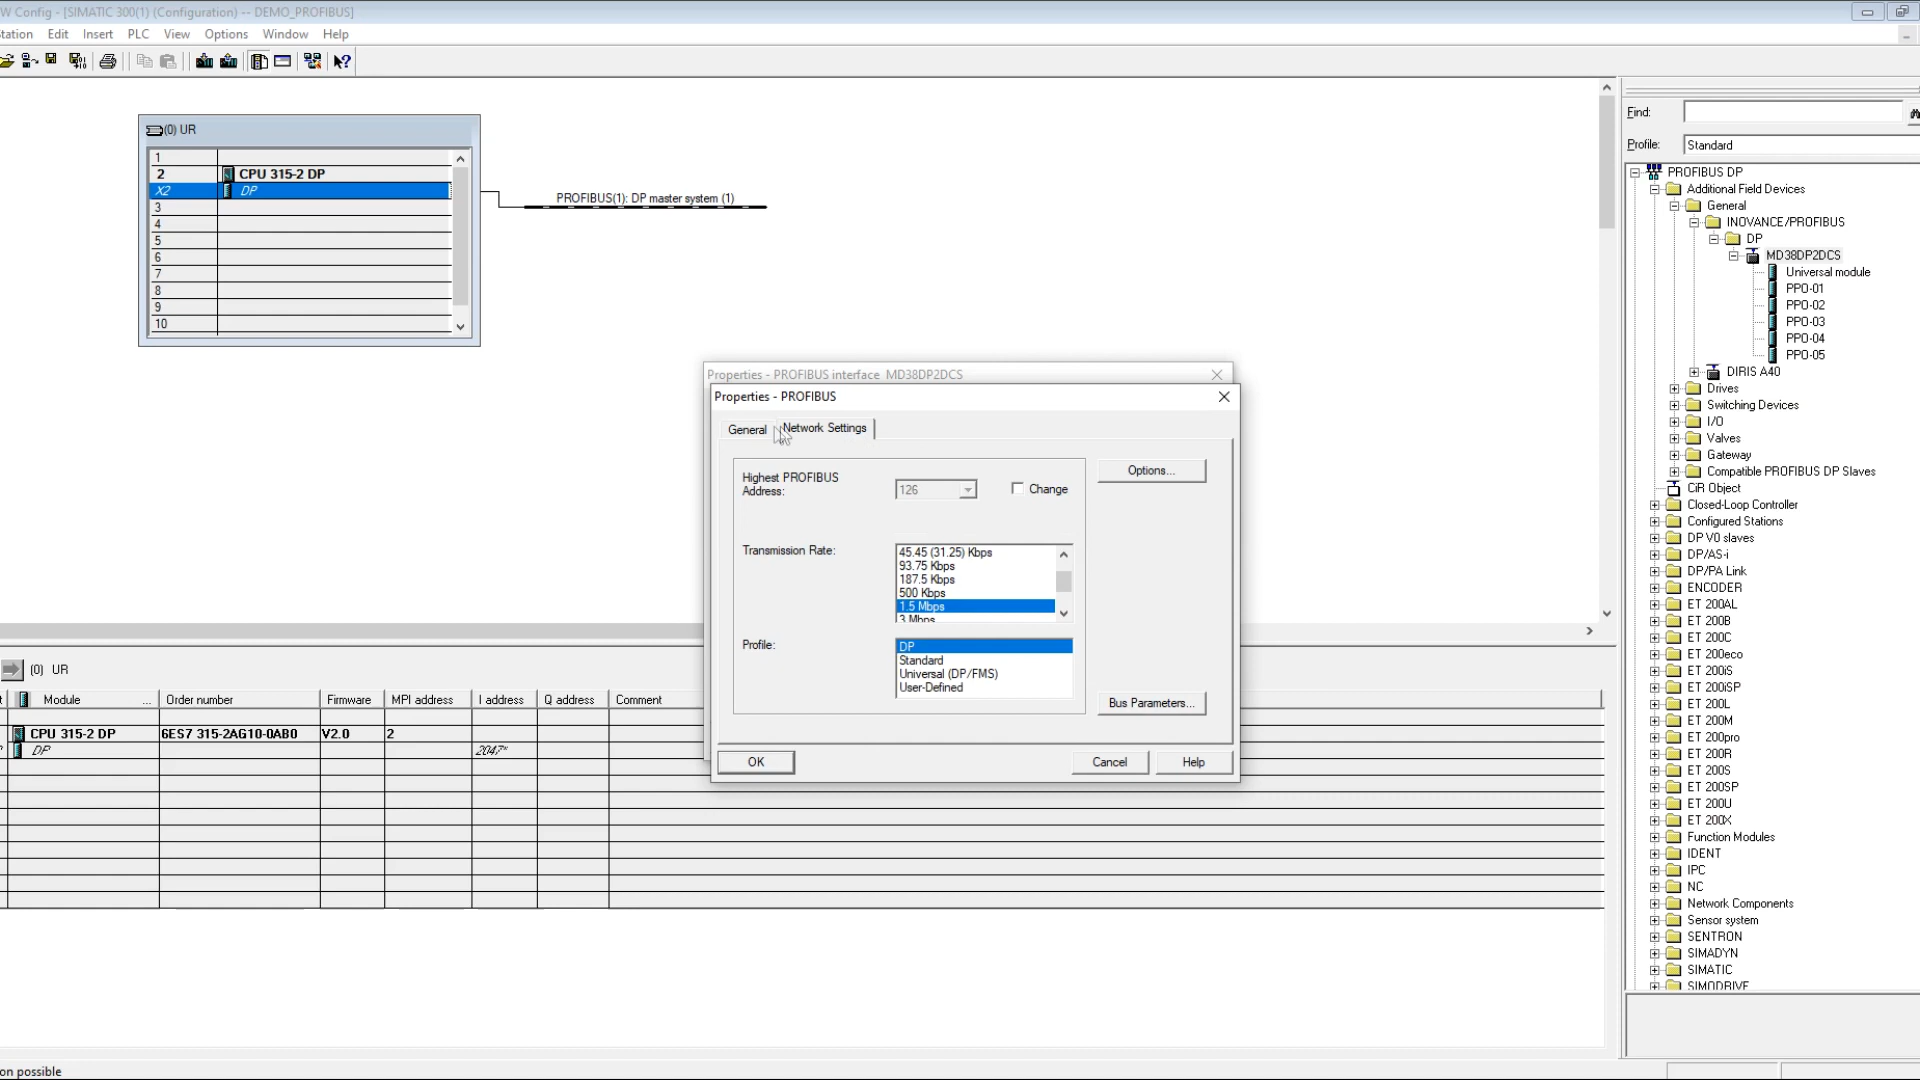 W Config - [SIMATIC 300(1) (Configuration) -- DEMO_PROFIBUS]
tation Edit Insert PLC View Options Window Help
(0) UR
1
2 CPU 315-2 DP
X2 DP
3
4
5
6
7
8
9
10
PROFIBUS(1): DP master system (1)
Properties - PROFIBUS interface MD38DP2DCS
Properties - PROFIBUS
General Network Settings
Highest PROFIBUS
Address:
126
Change
Options...
Transmission Rate:
45.45 (31.25) Kbps
93.75 Kbps
187.5 Kbps
500 Kbps
1.5 Mbps
3 Mbps
Profile:
DP
Standard
Universal (DP/FMS)
User-Defined
Bus Parameters...
OK Cancel Help
(0) UR
t Module ... Order number Firmware MPI address I address Q address Comment
CPU 315-2 DP 6ES7 315-2AG10-0AB0 V2.0 2
DP 2047*
on possible
Find:
Profile: Standard
PROFIBUS DP
Additional Field Devices
General
INOVANCE/PROFIBUS
DP
MD38DP2DCS
Universal module
PPO-01
PPO-02
PPO-03
PPO-04
PPO-05
DIRIS A40
Drives
Switching Devices
I/O
Valves
Gateway
Compatible PROFIBUS DP Slaves
CiR Object
Closed-Loop Controller
Configured Stations
DP V0 slaves
DP/AS-i
DP/PA Link
ENCODER
ET 200AL
ET 200B
ET 200C
ET 200eco
ET 200iS
ET 200iSP
ET 200L
ET 200M
ET 200pro
ET 200R
ET 200S
ET 200SP
ET 200U
ET 200X
Function Modules
IDENT
IPC
NC
Network Components
Sensor system
SENTRON
SIMADYN
SIMATIC
SIMODRIVE